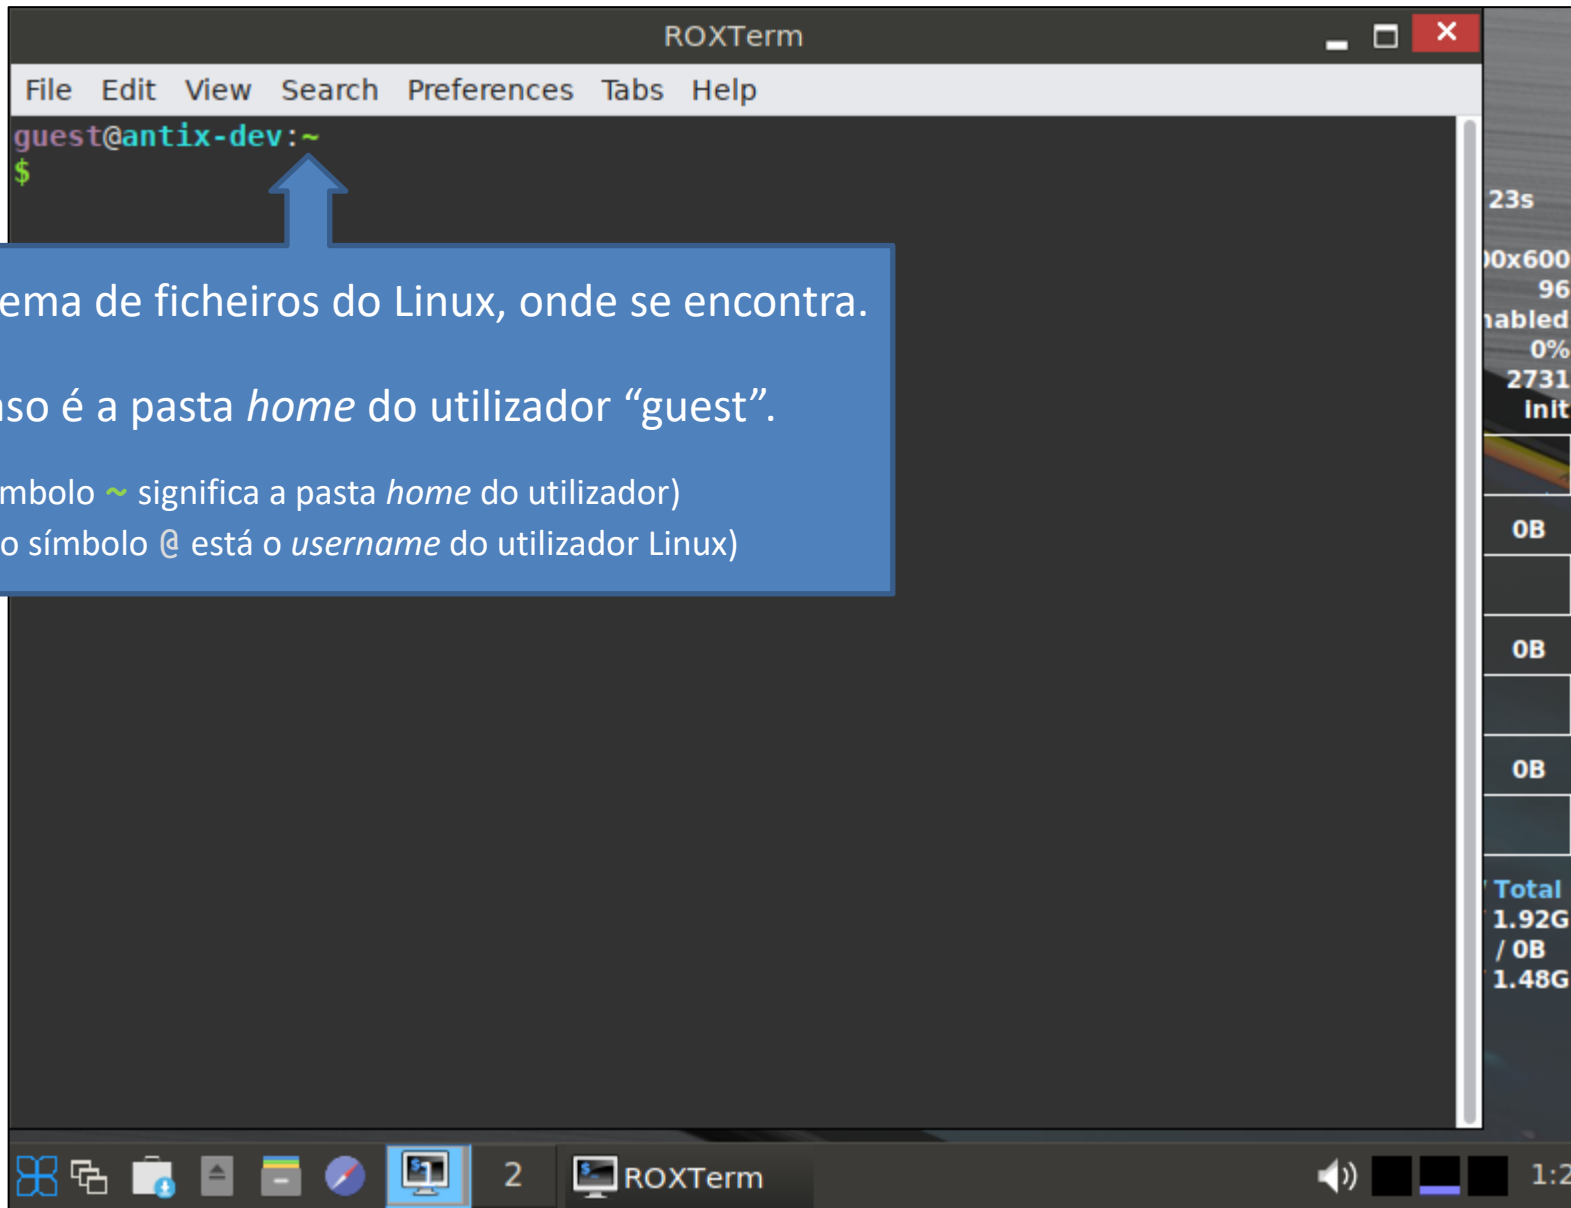 ROXTerm
File Edit View Search Preferences Tabs Help
guest@antix-dev:~
$
ema de ficheiros do Linux, onde se encontra.
so é a pasta home do utilizador “guest”.
mbolo ~ significa a pasta home do utilizador)
o símbolo @ está o username do utilizador Linux)
23s
0x600
96
nabled
0%
2731
init
0B
0B
0B
/ Total
1.92G
/ 0B
1.48G
1 2 ROXTerm 1:2